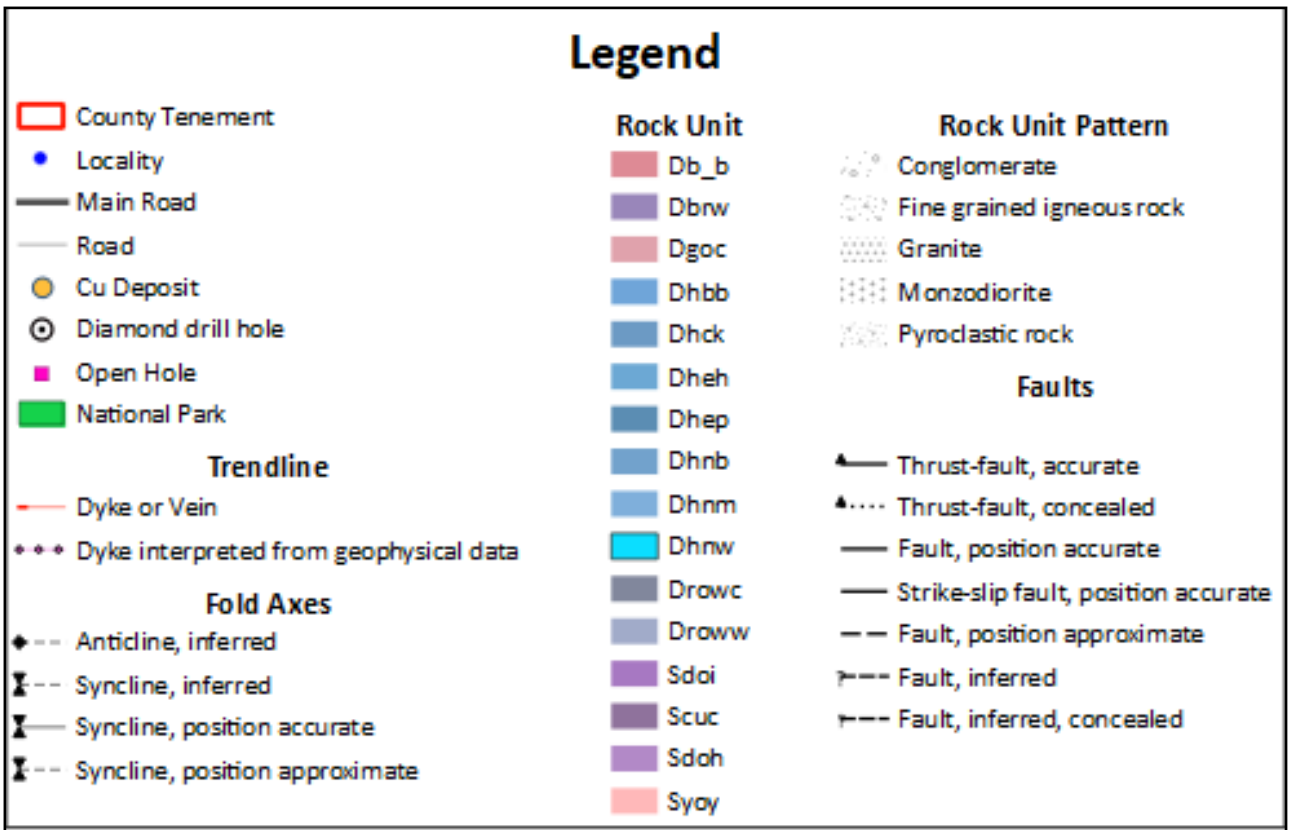 Legend
County Tenement
Locality
Main Road
Road
Cu Deposit
Diamond drill hole
Open Hole
National Park
Trendline
Dyke or Vein
Dyke interpreted from geophysical data
Fold Axes
Anticline, inferred
Syncline, inferred
Syncline, position accurate
Syncline, position approximate
Rock Unit
Db_b
Dbrw
Dgoc
Dhbb
Dhck
Dheh
Dhep
Dhnb
Dhnm
Dhnw
Drowc
Droww
Sdoi
Scuc
Sdoh
Syoy
Rock Unit Pattern
Conglomerate
Fine grained igneous rock
Granite
Monzodiorite
Pyroclastic rock
Faults
Thrust-fault, accurate
Thrust-fault, concealed
Fault, position accurate
Strike-slip fault, position accurate
Fault, position approximate
Fault, inferred
Fault, inferred, concealed